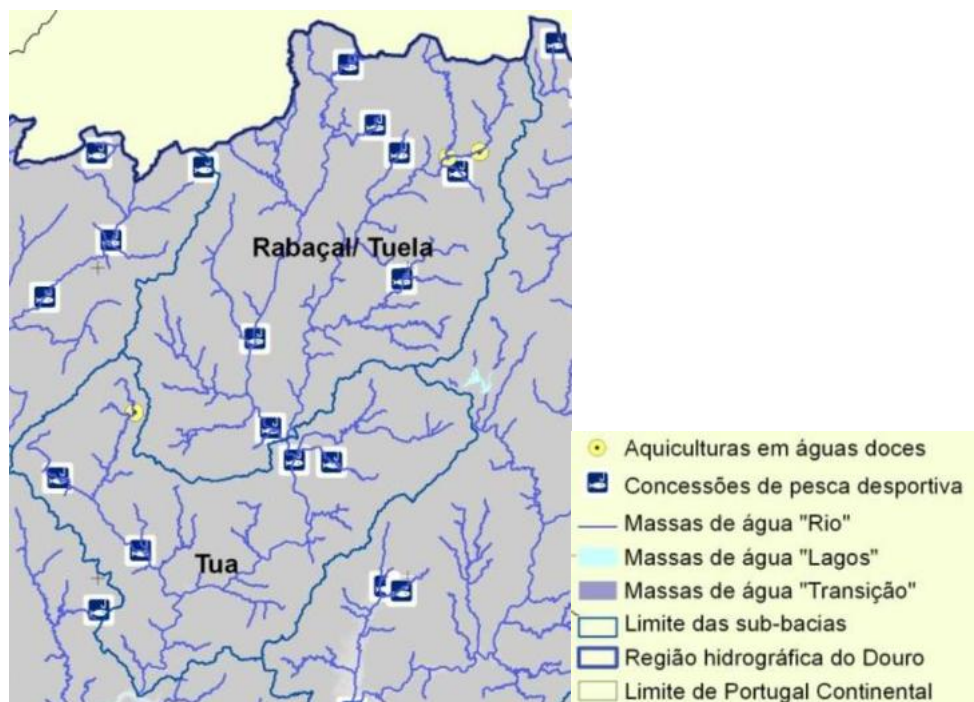 Rabaçal/ Tuela
Tua
Aquiculturas em águas doces
Concessões de pesca desportiva
Massas de água "Rio"
Massas de água "Lagos"
Massas de água "Transição"
Limite das sub-bacias
Região hidrográfica do Douro
Limite de Portugal Continental